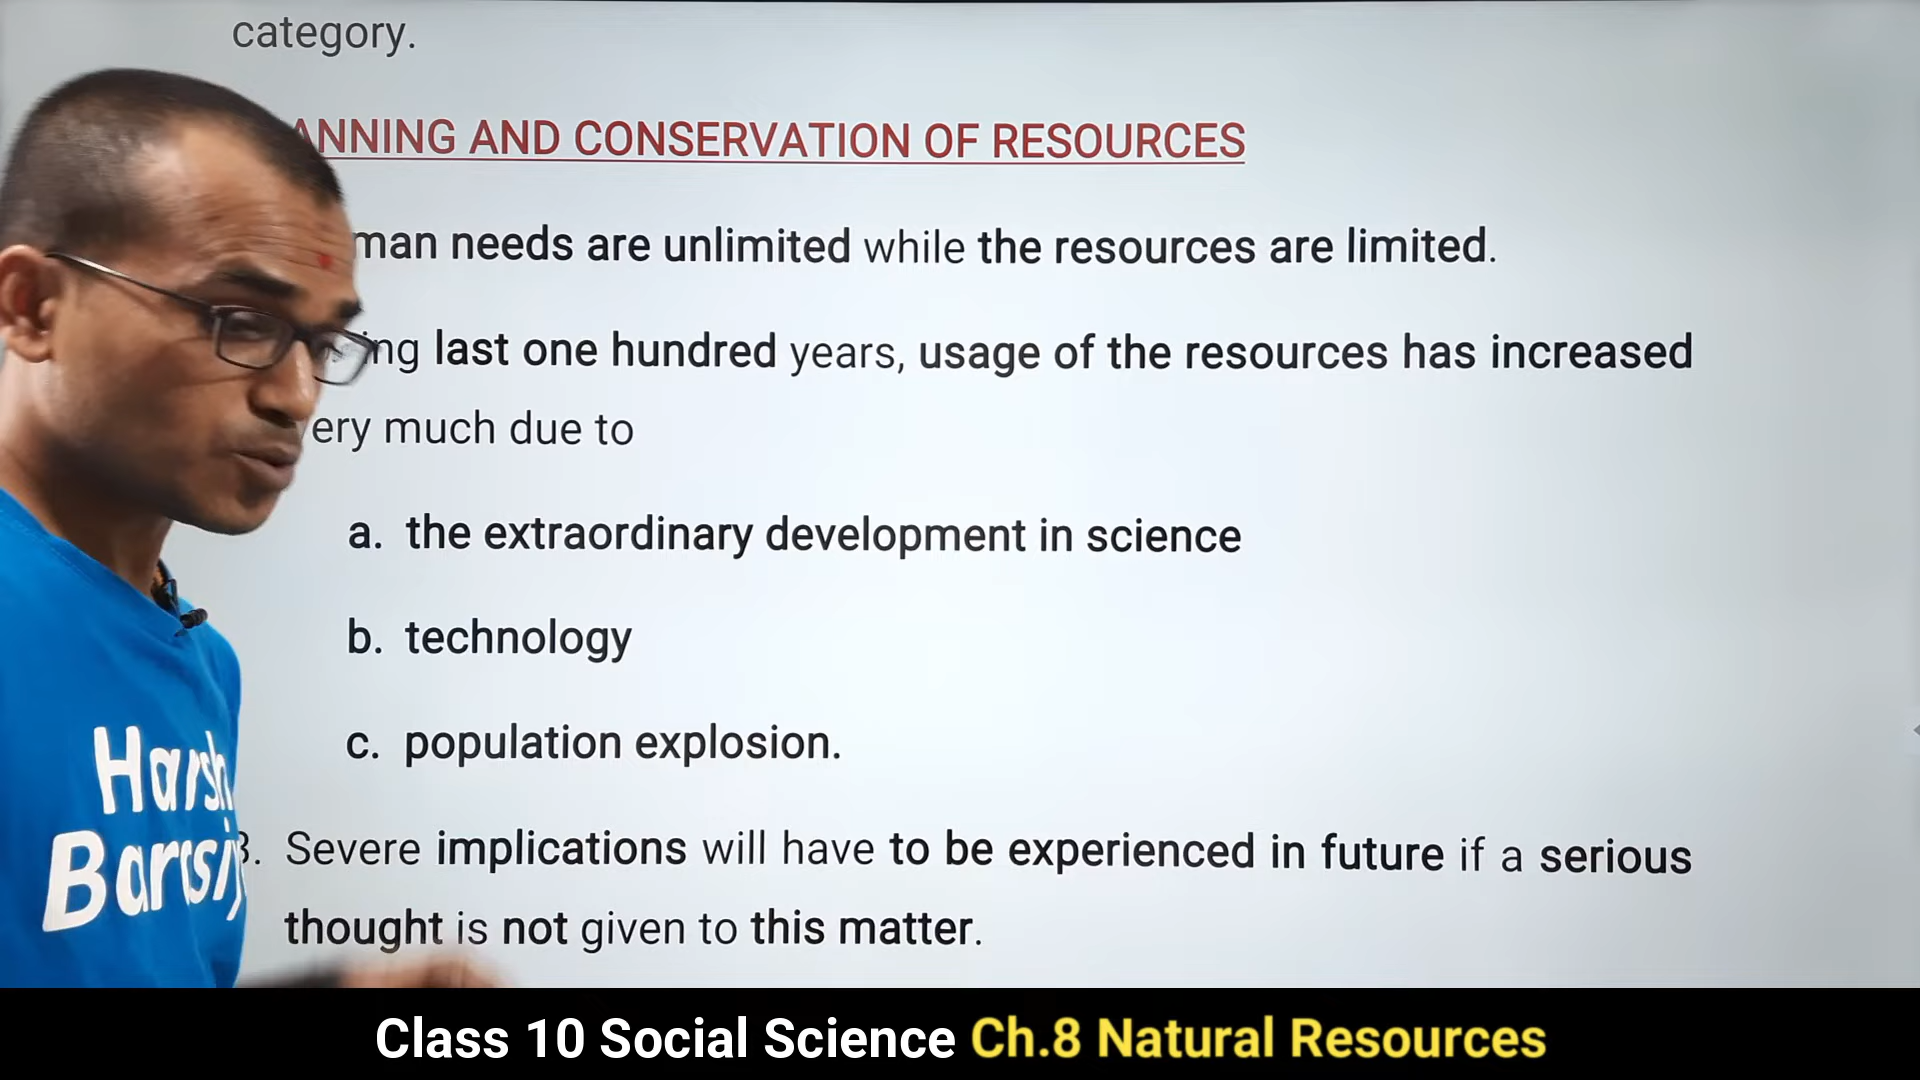 category.
ANNING AND CONSERVATION OF RESOURCES
man needs are unlimited while the resources are limited.
ing last one hundred years, usage of the resources has increased
ery much due to
a. the extraordinary development in science
b. technology
c. population explosion.
3. Severe implications will have to be experienced in future if a serious
thought is not given to this matter.
Harsh
Barasiy
Class 10 Social Science Ch.8 Natural Resources